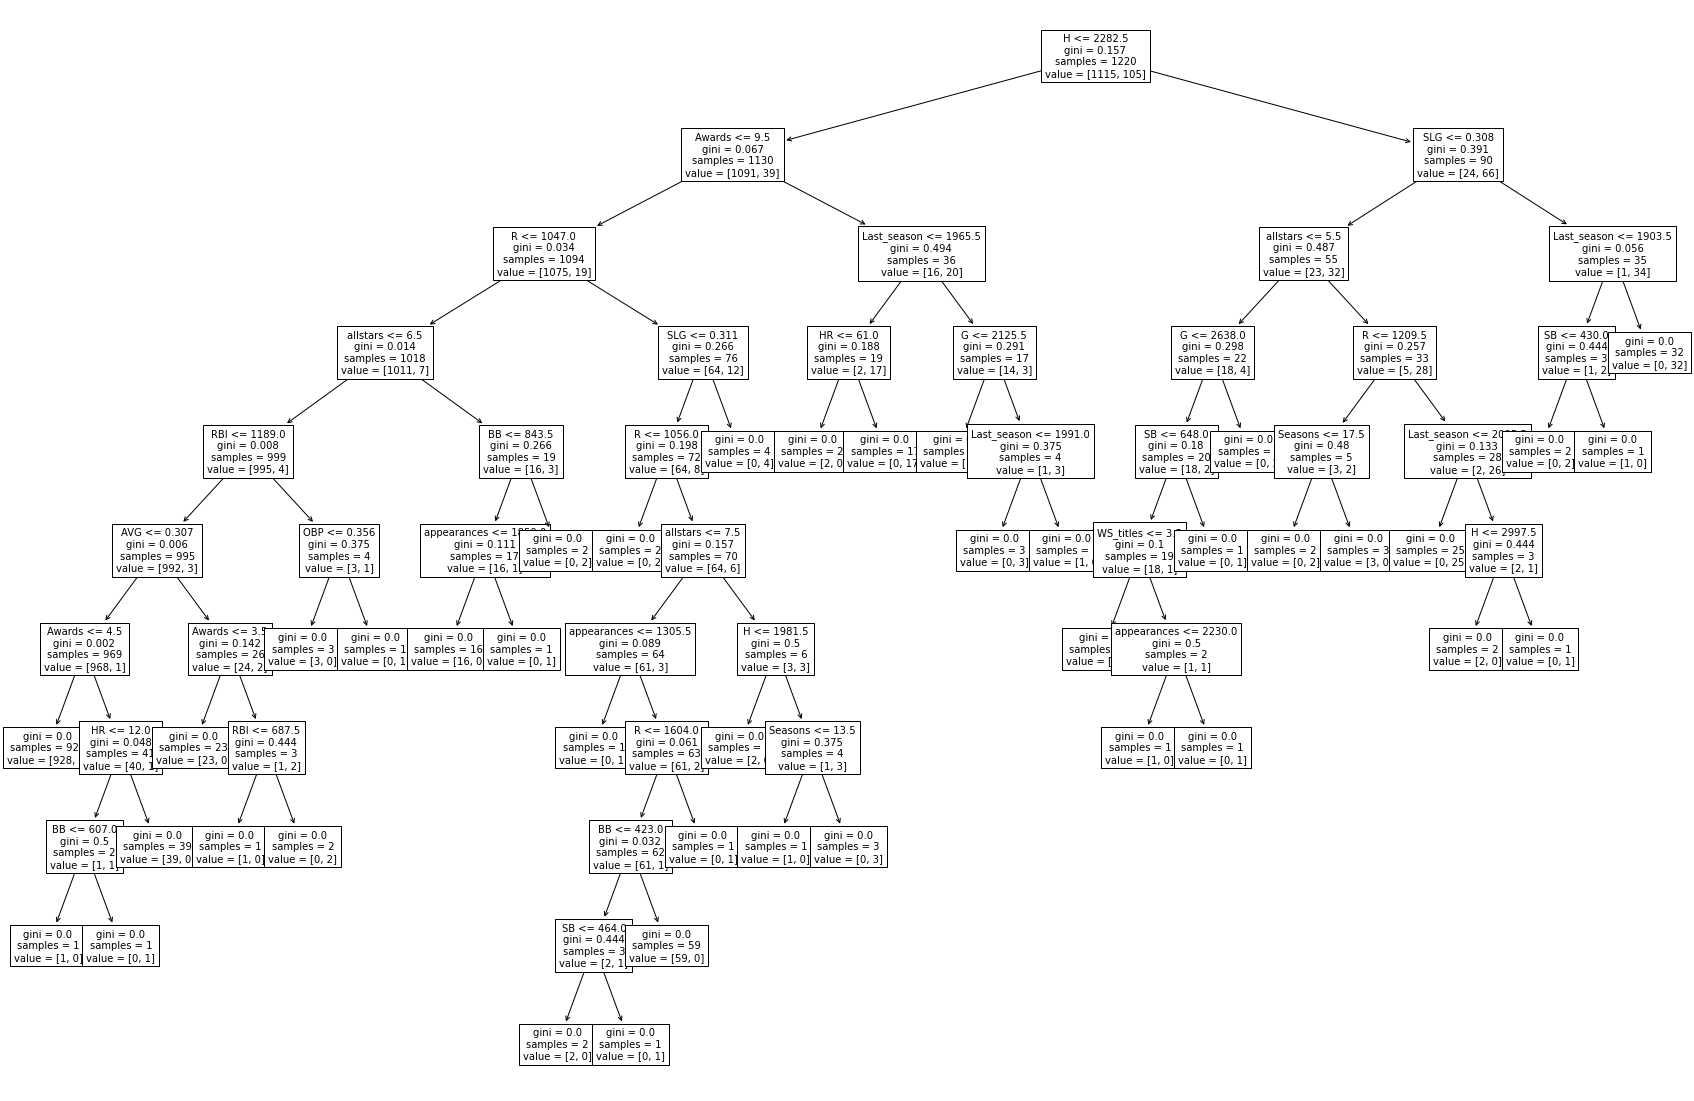 H <= 2282.5
gini = 0.157
samples = 1220
value = [1115, 105]
Awards <= 9.5
gini = 0.067
samples = 1130
value = [1091, 39]
SLG <= 0.308
gini = 0.391
samples = 90
value = [24, 66]
R <= 1047.0
gini = 0.034
samples = 1094
value = [1075, 19]
Last_season <= 1965.5
gini = 0.494
samples = 36
value = [16, 20]
allstars <= 5.5
gini = 0.487
samples = 55
value = [23, 32]
Last_season <= 1903.5
gini = 0.056
samples = 35
value = [1, 34]
allstars <= 6.5
gini = 0.014
samples = 1018
value = [1011, 7]
SLG <= 0.311
gini = 0.266
samples = 76
value = [64, 12]
HR <= 61.0
gini = 0.188
samples = 19
value = [2, 17]
G <= 2125.5
gini = 0.291
samples = 17
value = [14, 3]
G <= 2638.0
gini = 0.298
samples = 22
value = [18, 4]
R <= 1209.5
gini = 0.257
samples = 33
value = [5, 28]
SB <= 430.0
gini = 0.444
samples = 3
value = [1, 2]
gini = 0.0
samples = 32
value = [0, 32]
RBI <= 1189.0
gini = 0.008
samples = 999
value = [995, 4]
BB <= 843.5
gini = 0.266
samples = 19
value = [16, 3]
R <= 1056.0
gini = 0.198
samples = 72
value = [64, 8]
gini = 0.0
samples = 4
value = [0, 4]
gini = 0.0
samples = 2
value = [2, 0]
gini = 0.0
samples =
value = [0, 17]
gini =
samples
value =
Last_season <= 1991.0
gini = 0.375
samples = 4
value = [1, 3]
SB <= 648.0
gini = 0.18
samples = 20
value = [18, 2]
gini = 0.0
samples =
value = [0,
Seasons <= 17.5
gini = 0.48
samples = 5
value = [3, 2]
Last_season <=
gini = 0.133
samples = 28
value = [2, 26]
gini = 0.0
samples = 2
value = [0, 2]
gini = 0.0
samples = 1
value = [1, 0]
AVG <= 0.307
gini = 0.006
samples = 995
value = [992, 3]
OBP <= 0.356
gini = 0.375
samples = 4
value = [3, 1]
appearances <=
gini = 0.111
samples = 17
value = [16, 1]
gini = 0.0
samples = 2
value = [0, 2]
gini = 0.0
samples = 2
value = [0, 2
allstars <= 7.5
gini = 0.157
samples = 70
value = [64, 6]
gini = 0.0
samples = 3
value = [0, 3]
gini = 0.0
samples =
value = [1,
WS_titles <=
gini = 0.1
samples = 19
value = [18, 1]
gini = 0.0
samples = 1
value = [0, 1]
gini = 0.0
samples = 2
value = [0, 2]
gini = 0.0
samples = 3
value = [3, 0
gini = 0.0
samples = 25
value = [0, 25
H <= 2997.5
gini = 0.444
samples = 3
value = [2, 1]
Awards <= 4.5
gini = 0.002
samples = 969
value = [968, 1]
Awards <= 3.5
gini = 0.142
samples = 26
value = [24, 2
gini = 0.0
samples = 3
value = [3, 0]
gini = 0.0
samples = 1
value = [0, 1
gini = 0.0
samples = 16
value = [16, 0
gini = 0.0
samples = 1
value = [0, 1]
appearances <= 1305.5
gini = 0.089
samples = 64
value = [61, 3]
H <= 1981.5
gini = 0.5
samples = 6
value = [3, 3]
gini =
samples
value =
appearances <= 2230.0
gini = 0.5
samples = 2
value = [1, 1]
gini = 0.0
samples = 2
value = [2, 0]
gini = 0.0
samples = 1
value = [0, 1]
gini = 0.0
samples =
value = [928,
HR <= 12.0
gini = 0.048
samples = 41
value = [40, 1]
gini = 0.0
samples = 23
value = [23, 0
RBI <= 687.5
gini = 0.444
samples = 3
value = [1, 2]
gini = 0.0
samples = 1
value = [0, 1
R <= 1604.0
gini = 0.061
samples = 63
value = [61, 2]
gini = 0.0
samples =
value = [2,
Seasons <= 13.5
gini = 0.375
samples = 4
value = [1, 3]
gini = 0.0
samples = 1
value = [1, 0]
gini = 0.0
samples = 1
value = [0, 1]
BB <= 607.0
gini = 0.5
samples = 2
value = [1, 1]
gini = 0.0
samples = 39
value = [39, 0
gini = 0.0
samples = 1
value = [1, 0]
gini = 0.0
samples = 2
value = [0, 2]
BB <= 423.0
gini = 0.032
samples = 62
value = [61, 1]
gini = 0.0
samples = 1
value = [0, 1]
gini = 0.0
samples = 1
value = [1, 0]
gini = 0.0
samples = 3
value = [0, 3]
gini = 0.0
samples = 1
value = [1, 0]
gini = 0.0
samples = 1
value = [0, 1]
SB <= 464.0
gini = 0.444
samples = 3
value = [2, 1]
gini = 0.0
samples = 59
value = [59, 0]
gini = 0.0
samples = 2
value = [2, 0]
gini = 0.0
samples = 1
value = [0, 1]